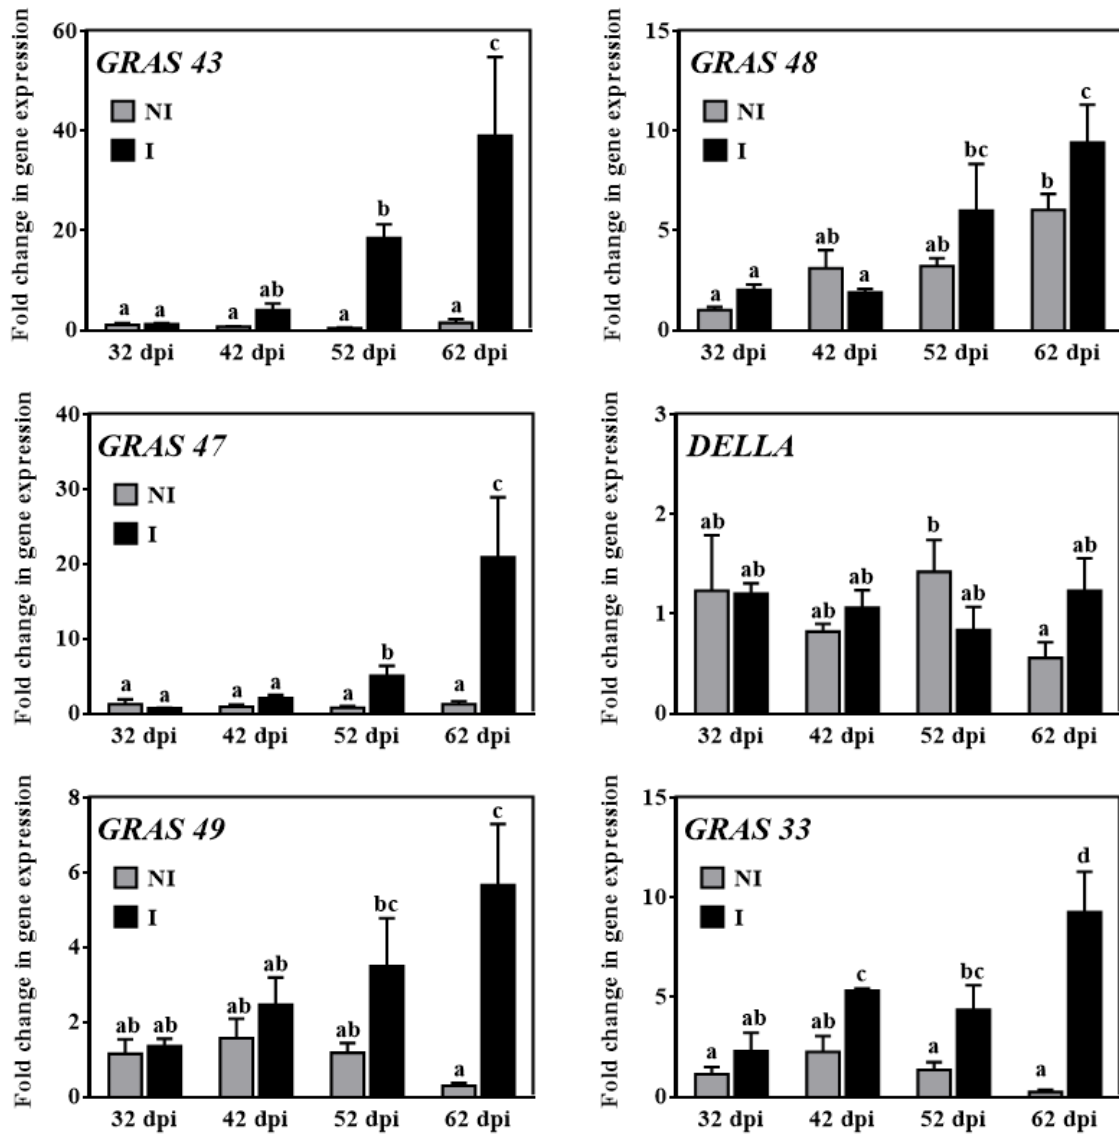 Fold change in gene expression
60
40
20
0
GRAS 43
NI
I
a
a
a
ab
a
b
a
c
32 dpi
42 dpi
52 dpi
62 dpi
Fold change in gene expression
15
10
5
0
GRAS 48
NI
I
a
a
ab
a
ab
bc
b
c
32 dpi
42 dpi
52 dpi
62 dpi
Fold change in gene expression
40
30
20
10
0
GRAS 47
NI
I
a
a
a
a
a
b
a
c
32 dpi
42 dpi
52 dpi
62 dpi
Fold change in gene expression
3
2
1
0
DELLA
ab
ab
ab
ab
b
ab
a
ab
32 dpi
42 dpi
52 dpi
62 dpi
Fold change in gene expression
8
6
4
2
0
GRAS 49
NI
I
ab
ab
ab
ab
ab
bc
a
c
32 dpi
42 dpi
52 dpi
62 dpi
Fold change in gene expression
15
10
5
0
GRAS 33
NI
I
a
ab
ab
c
a
bc
a
d
32 dpi
42 dpi
52 dpi
62 dpi